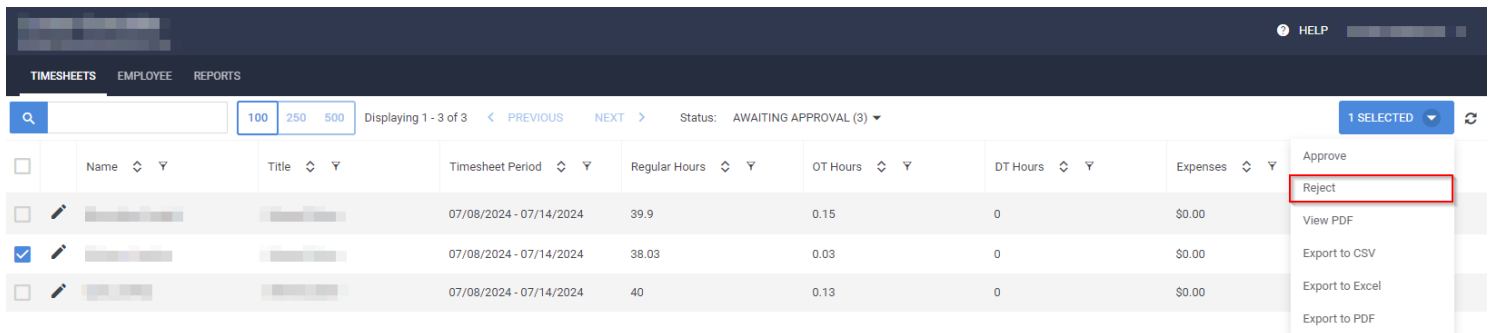 HELP
TIMESHEETS EMPLOYEE REPORTS
100 250 500 Displaying 1 - 3 of 3 < PREVIOUS NEXT > Status: AWAITING APPROVAL (3) 1 SELECTED
Name Title Timesheet Period Regular Hours OT Hours DT Hours Expenses
07/08/2024 - 07/14/2024 39.9 0.15 0 $0.00
07/08/2024 - 07/14/2024 38.03 0.03 0 $0.00
07/08/2024 - 07/14/2024 40 0.13 0 $0.00
Approve
Reject
View PDF
Export to CSV
Export to Excel
Export to PDF